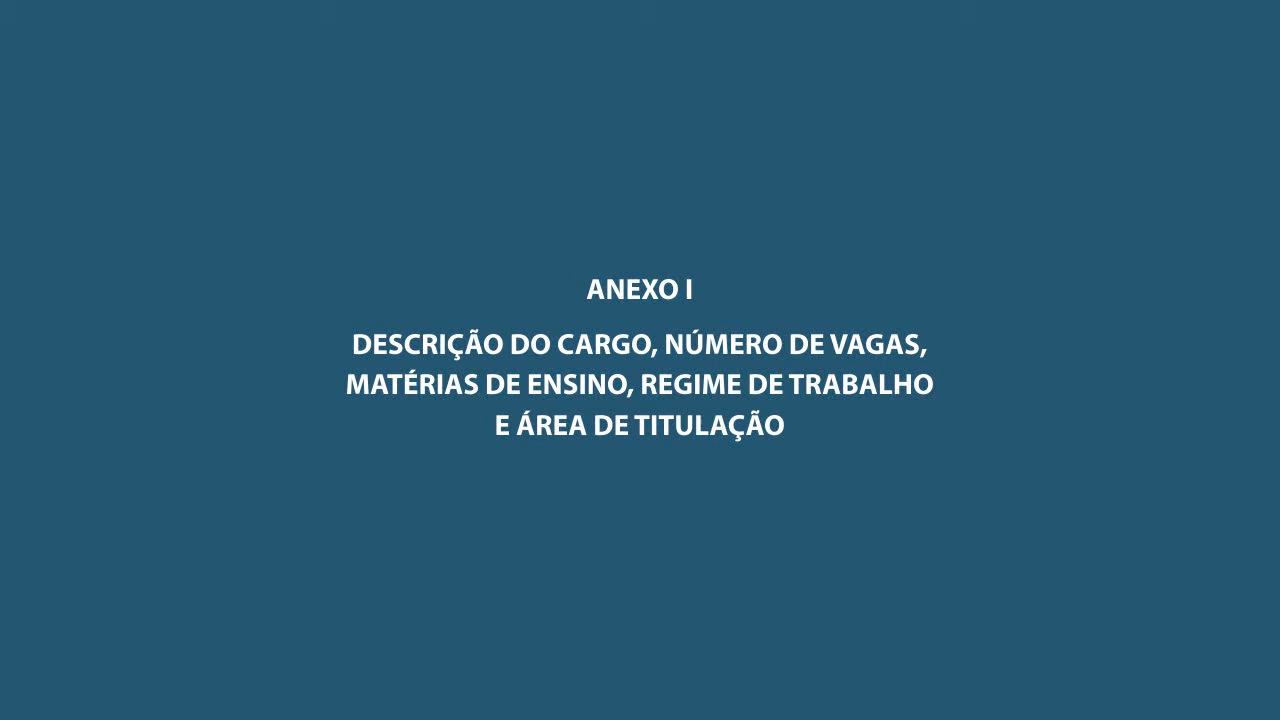 ANEXO I
DESCRIÇÃO DO CARGO, NÚMERO DE VAGAS,
MATÉRIAS DE ENSINO, REGIME DE TRABALHO
E ÁREA DE TITULAÇÃO